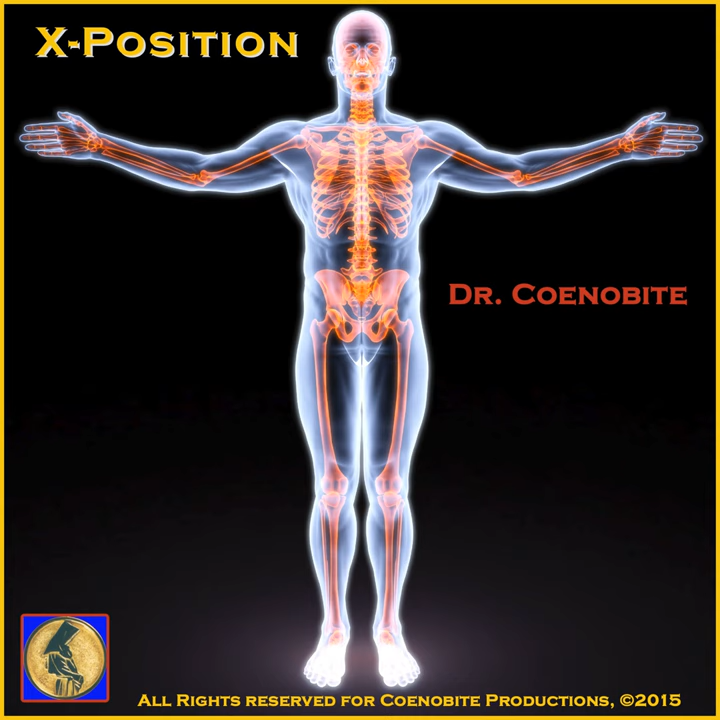 X-Position
Dr. Coenobite
All Rights reserved for Coenobite Productions, ©2015